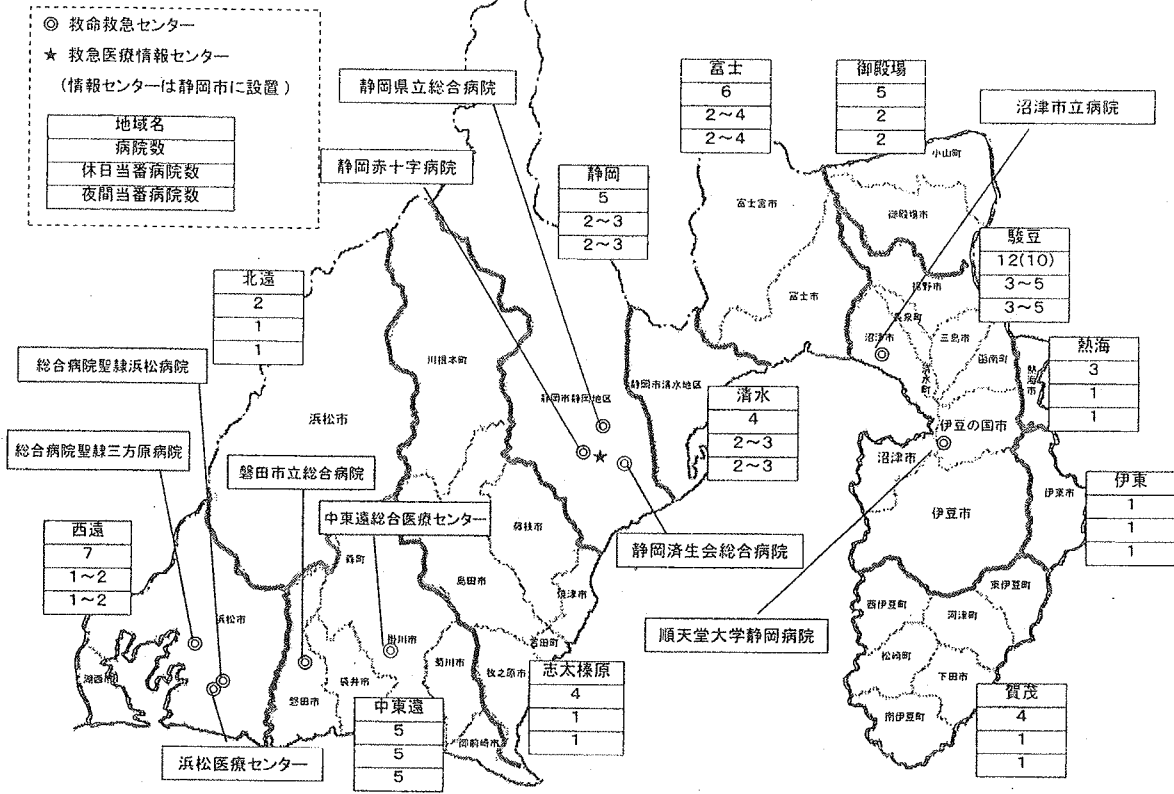 ◎ 救命救急センター
★ 救急医療情報センター
(情報センターは静岡市に設置)
地域名
病院数
休日当番病院数
夜間当番病院数
静岡県立総合病院
静岡赤十字病院
静岡
5
2~3
2~3
富士
6
2~4
2~4
御殿場
5
2
2
沼津市立病院
小山町
御殿場市
富士宮市
富士市
駿豆
12(10)
3~5
3~5
裾野市
長泉町
沼津市
三島市
函南町
清水町
熱海市
熱海
3
1
1
北遠
2
1
1
総合病院聖隷浜松病院
総合病院聖隷三方原病院
川根本町
浜松市
静岡市静岡地区
静岡市清水地区
清水
4
2~3
2~3
伊豆の国市
沼津市
伊豆市
伊東市
伊東
1
1
1
磐田市立総合病院
中東遠総合医療センター
静岡済生会総合病院
順天堂大学静岡病院
西遠
7
1~2
1~2
藤枝市
森町
島田市
焼津市
浜松市
掛川市
吉田町
菊川市
牧之原市
湖西市
磐田市
袋井市
御前崎市
志太榛原
4
1
1
中東遠
5
5
5
浜松医療センター
東伊豆町
西伊豆町
河津町
松崎町
下田市
南伊豆町
賀茂
4
1
1